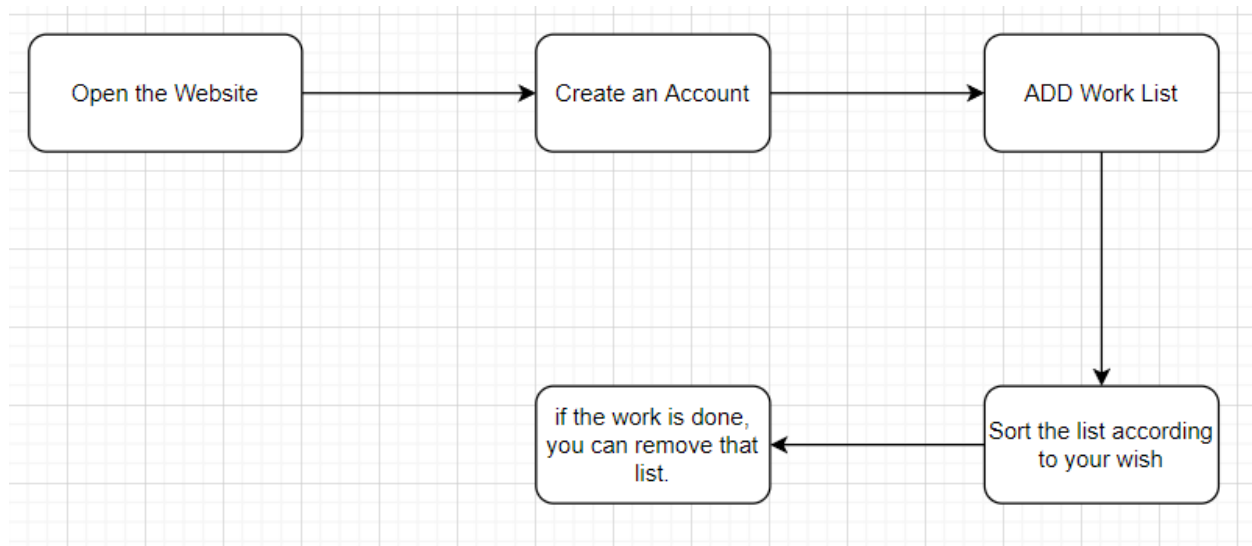 Open the Website
Create an Account
ADD Work List
Sort the list according
to your wish
if the work is done,
you can remove that
list.